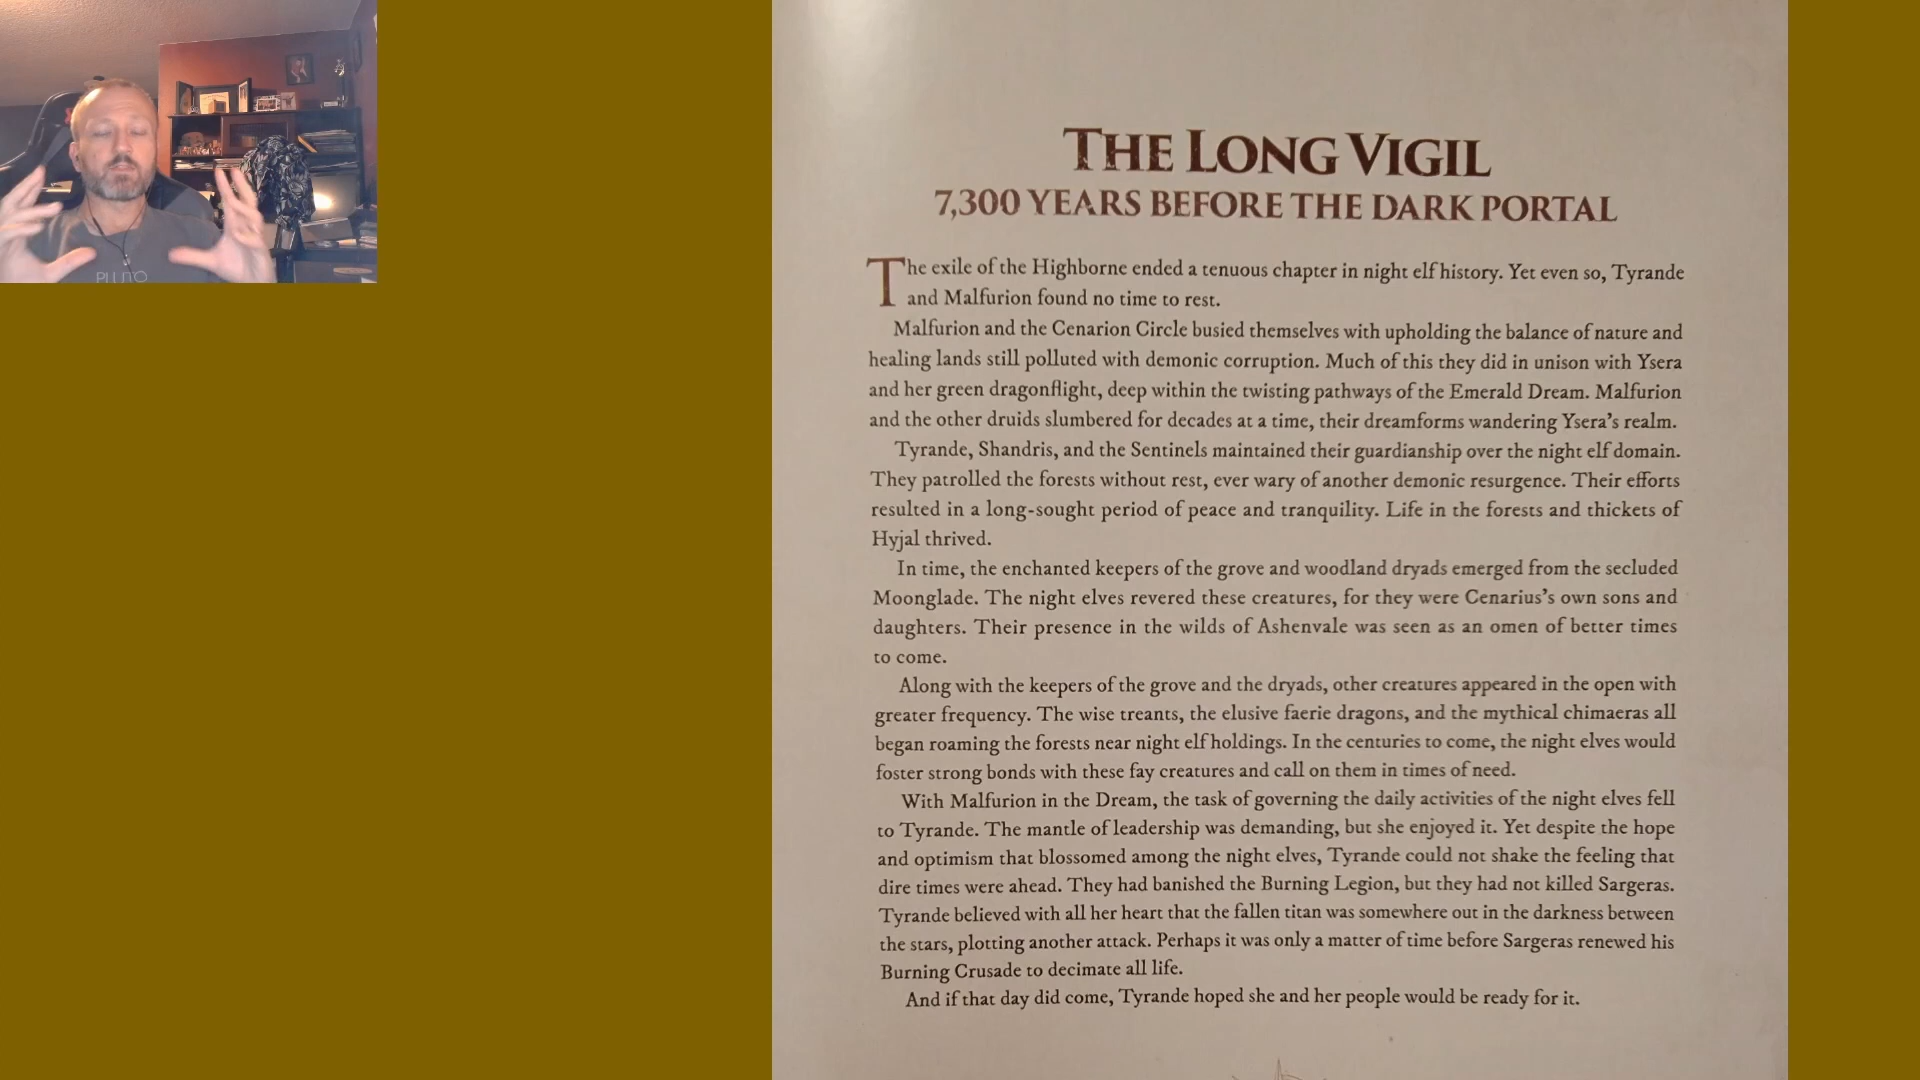 PLUTO
THE LONG VIGIL
7,300 YEARS BEFORE THE DARK PORTAL
The exile of the Highborne ended a tenuous chapter in night elf history. Yet even so, Tyrande
and Malfurion found no time to rest.
Malfurion and the Cenarion Circle busied themselves with upholding the balance of nature and
healing lands still polluted with demonic corruption. Much of this they did in unison with Ysera
and her green dragonflight, deep within the twisting pathways of the Emerald Dream. Malfurion
and the other druids slumbered for decades at a time, their dreamforms wandering Ysera's realm.
Tyrande, Shandris, and the Sentinels maintained their guardianship over the night elf domain.
They patrolled the forests without rest, ever wary of another demonic resurgence. Their efforts
resulted in a long-sought period of peace and tranquility. Life in the forests and thickets of
Hyjal thrived.
In time, the enchanted keepers of the grove and woodland dryads emerged from the secluded
Moonglade. The night elves revered these creatures, for they were Cenarius's own sons and
daughters. Their presence in the wilds of Ashenvale was seen as an omen of better times
to come.
Along with the keepers of the grove and the dryads, other creatures appeared in the open with
greater frequency. The wise treants, the elusive faerie dragons, and the mythical chimaeras all
began roaming the forests near night elf holdings. In the centuries to come, the night elves would
foster strong bonds with these fay creatures and call on them in times of need.
With Malfurion in the Dream, the task of governing the daily activities of the night elves fell
to Tyrande. The mantle of leadership was demanding, but she enjoyed it. Yet despite the hope
and optimism that blossomed among the night elves, Tyrande could not shake the feeling that
dire times were ahead. They had banished the Burning Legion, but they had not killed Sargeras.
Tyrande believed with all her heart that the fallen titan was somewhere out in the darkness between
the stars, plotting another attack. Perhaps it was only a matter of time before Sargeras renewed his
Burning Crusade to decimate all life.
And if that day did come, Tyrande hoped she and her people would be ready for it.